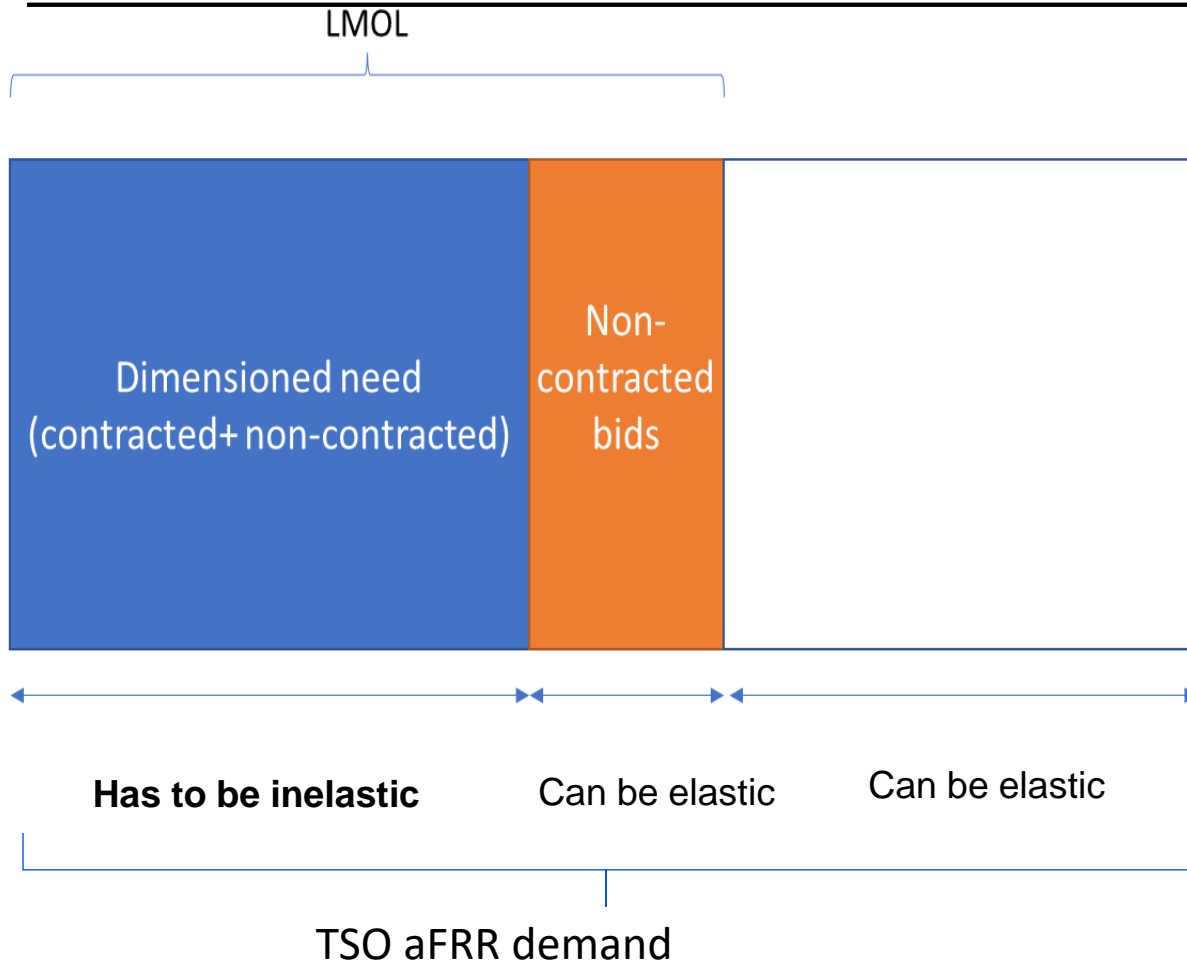 LMOL
Dimensioned need
(contracted+ non-contracted)
Non-
contracted
bids
Has to be inelastic
Can be elastic
Can be elastic
TSO aFRR demand